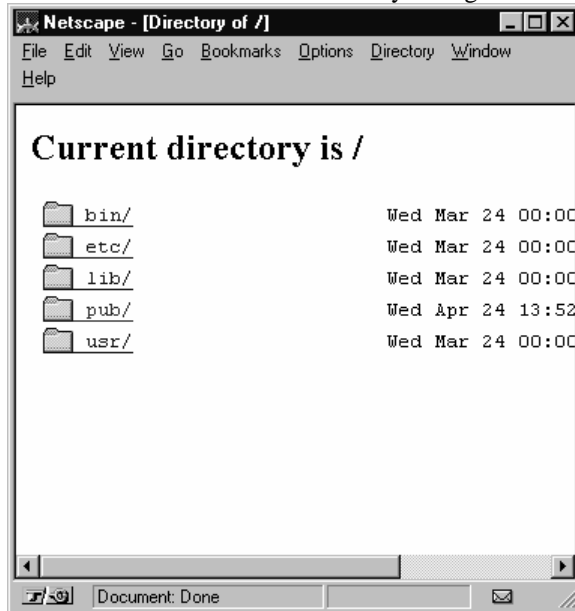 Netscape - [Directory of /]
File Edit View Go Bookmarks Options Directory Window
Help
Current directory is /
bin/ Wed Mar 24 00:00
etc/ Wed Mar 24 00:00
lib/ Wed Mar 24 00:00
pub/ Wed Apr 24 13:52
usr/ Wed Mar 24 00:00
Document: Done